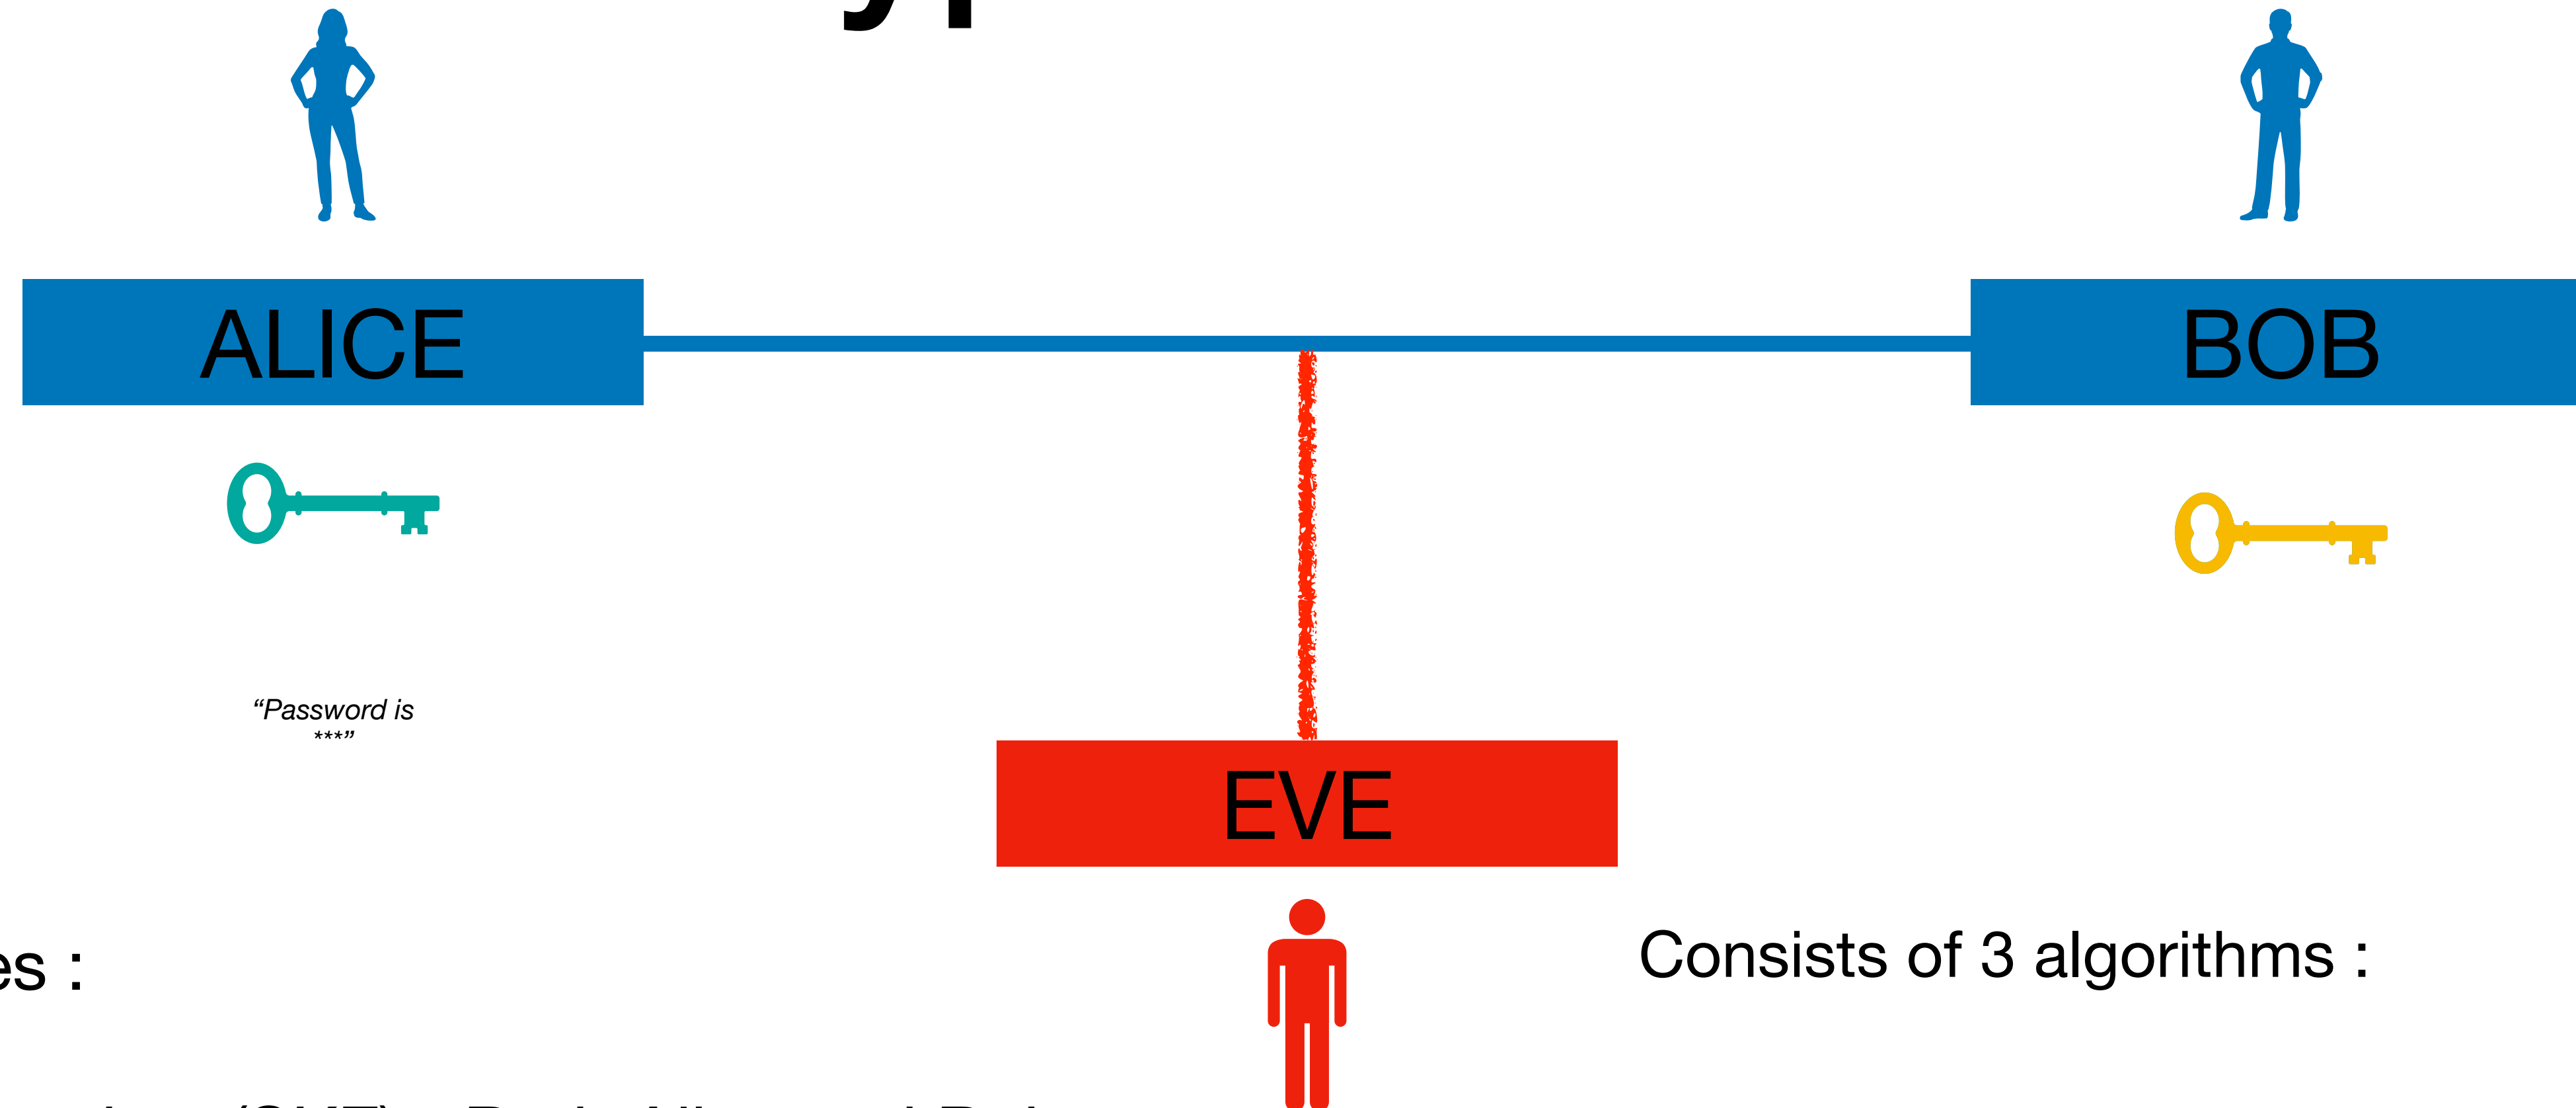 ALICE
BOB
“Password is
***”
EVE
es :
Consists of 3 algorithms :